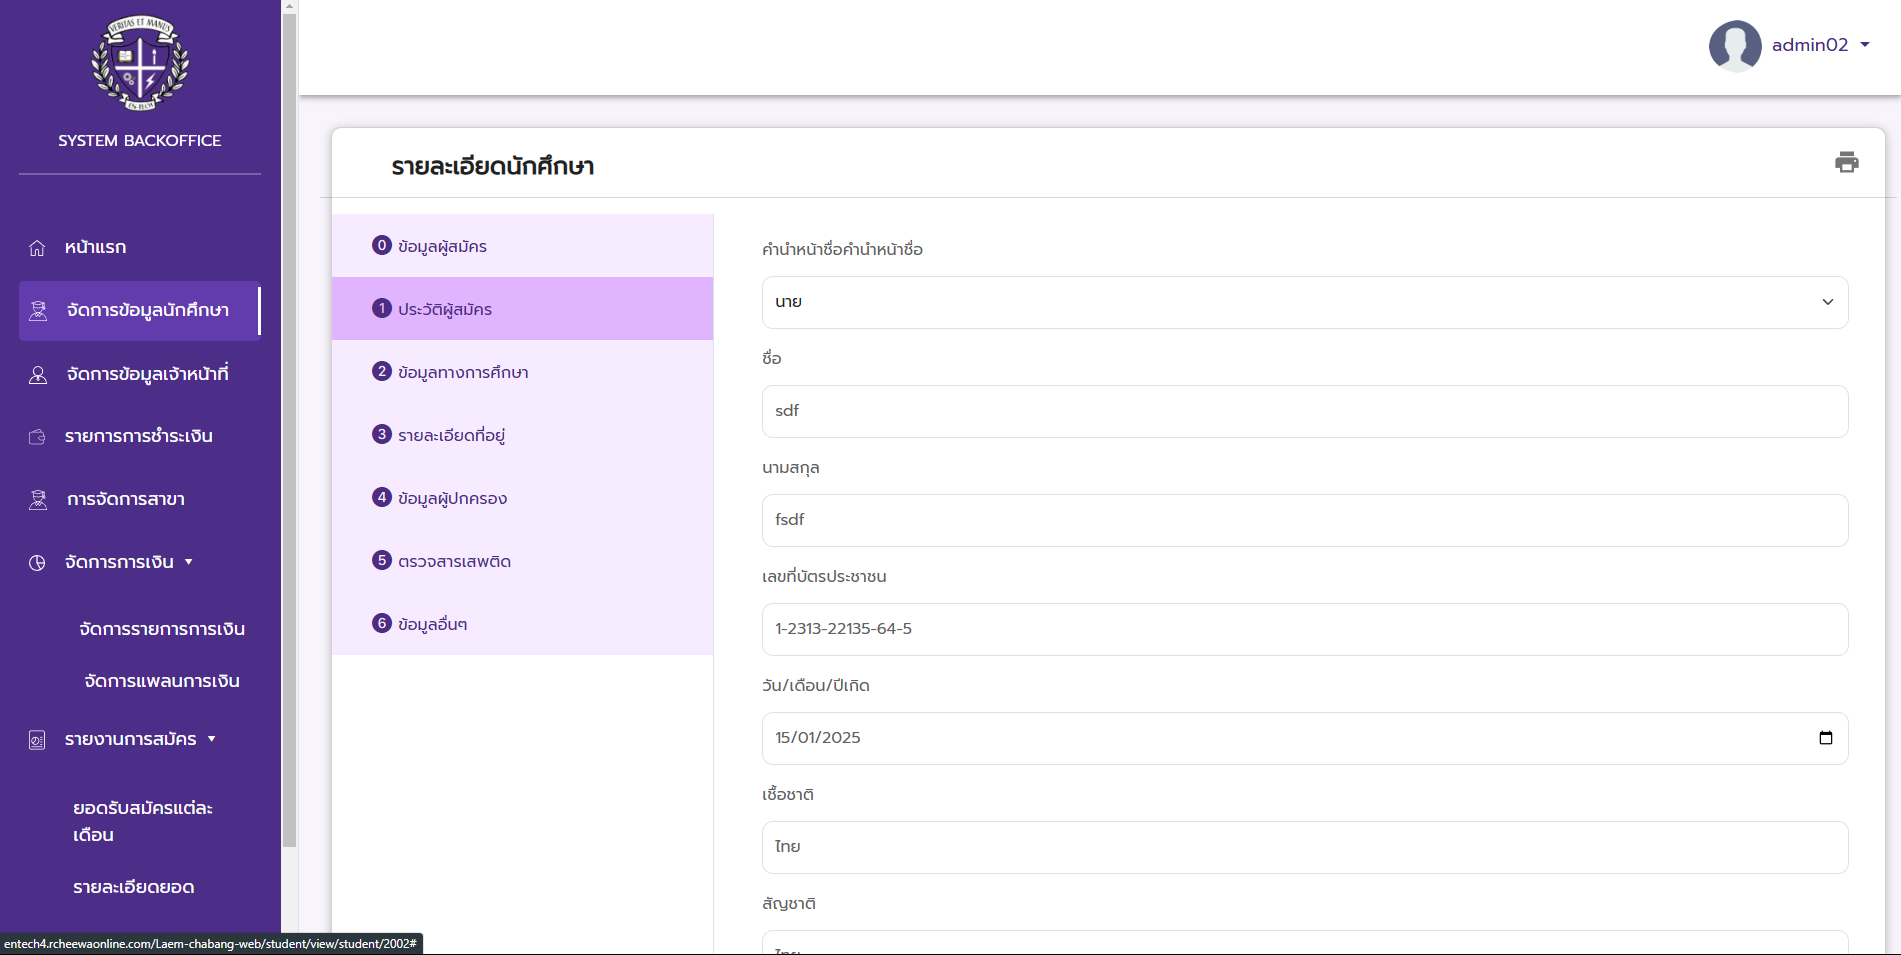 VERITAS ET MANUS
EN-TECH
SYSTEM BACKOFFICE
หน้าแรก
จัดการข้อมูลนักศึกษา
จัดการข้อมูลเจ้าหน้าที่
รายการการชำระเงิน
การจัดการสาขา
จัดการการเงิน
จัดการรายการการเงิน
จัดการแพลนการเงิน
รายงานการสมัคร
ยอดรับสมัครแต่ละ
เดือน
รายละเอียดยอด
admin02
รายละเอียดนักศึกษา
0 ข้อมูลผู้สมัคร
1 ประวัติผู้สมัคร
2 ข้อมูลทางการศึกษา
3 รายละเอียดที่อยู่
4 ข้อมูลผู้ปกครอง
5 ตรวจสารเสพติด
6 ข้อมูลอื่นๆ
คำนำหน้าชื่อคำนำหน้าชื่อ
นาย
ชื่อ
sdf
นามสกุล
fsdf
เลขที่บัตรประชาชน
1-2313-22135-64-5
วัน/เดือน/ปีเกิด
15/01/2025
เชื้อชาติ
ไทย
สัญชาติ
ไทย
entech4.rcheewaonline.com/Laem-chabang-web/student/view/student/2002#